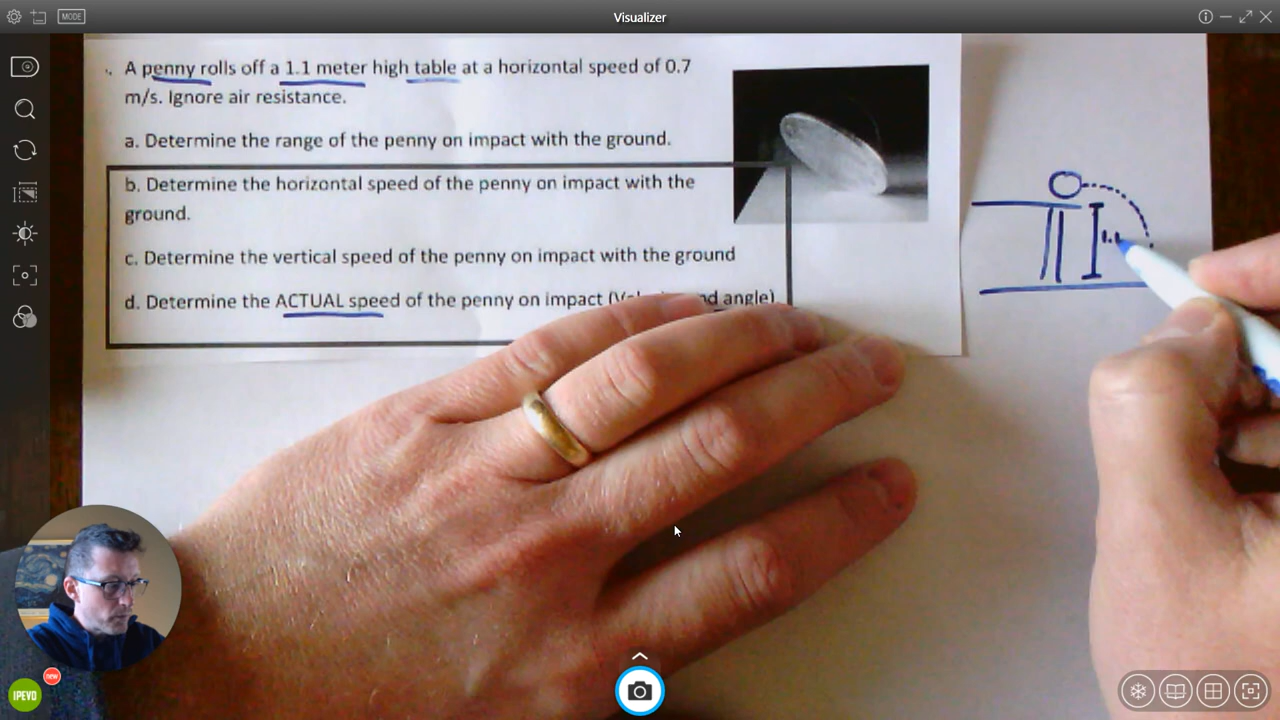 MODE
Visualizer
A penny rolls off a 1.1 meter high table at a horizontal speed of 0.7
m/s. Ignore air resistance.
a. Determine the range of the penny on impact with the ground.
b. Determine the horizontal speed of the penny on impact with the
ground.
c. Determine the vertical speed of the penny on impact with the ground
d. Determine the ACTUAL speed of the penny on impact angle)
1.1
new
IPEVO